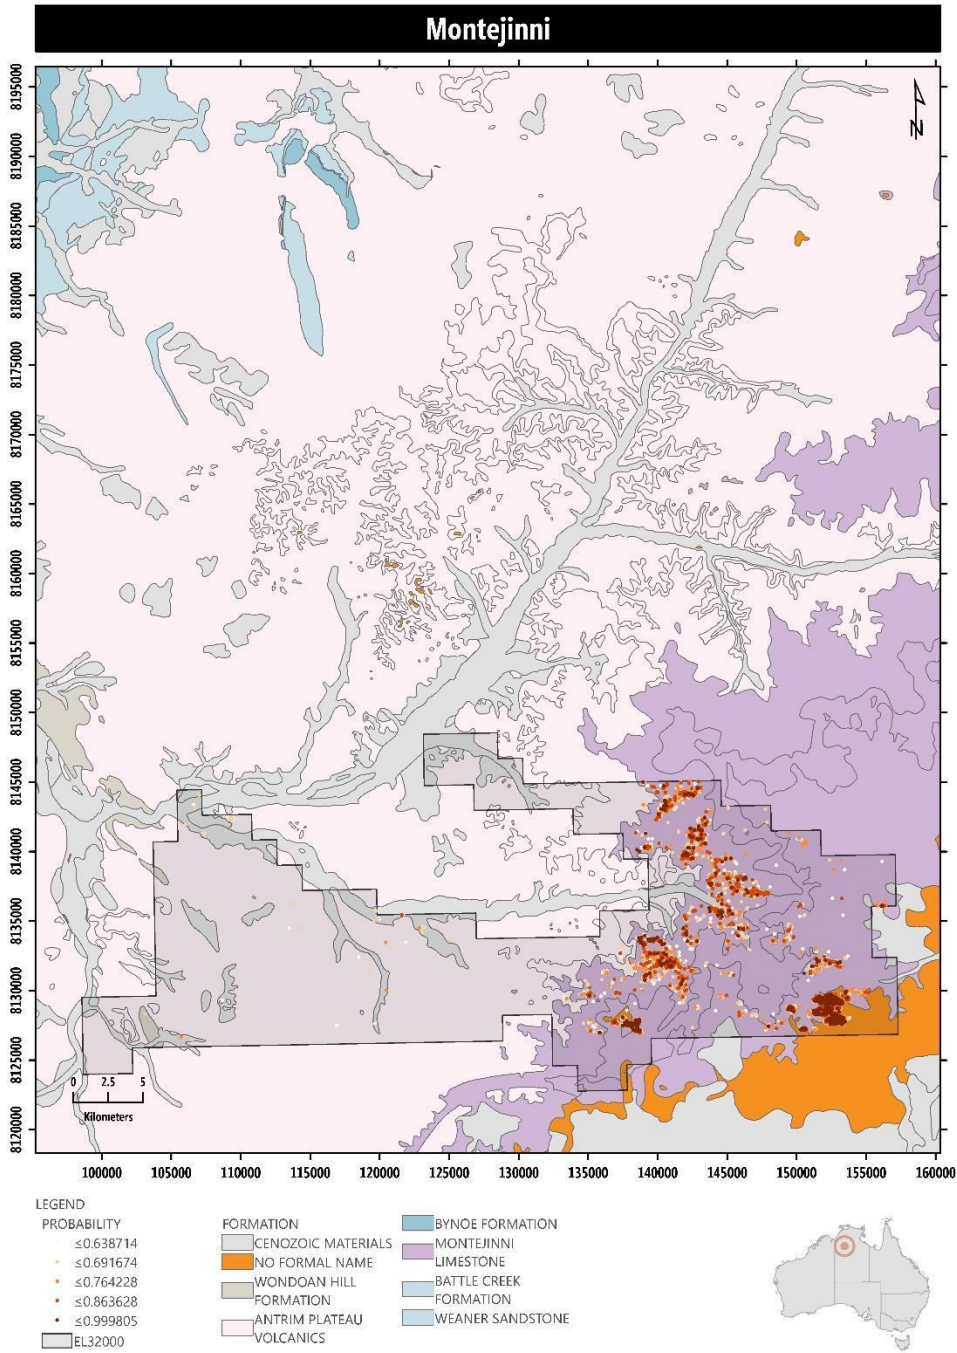 Montejinni
8195000
8190000
8185000
8180000
8175000
8170000
8165000
8160000
8155000
8150000
8145000
8140000
8135000
8130000
8125000
8120000
N
0 2.5 5
Kilometers
100000 105000 110000 115000 120000 125000 130000 135000 140000 145000 150000 155000 160000
LEGEND
PROBABILITY
≤0.638714
≤0.691674
≤0.764228
≤0.863628
≤0.999805
EL32000
FORMATION
CENOZOIC MATERIALS
NO FORMAL NAME
WONDOAN HILL
FORMATION
ANTRIM PLATEAU
VOLCANICS
BYNOE FORMATION
MONTEJINNI
LIMESTONE
BATTLE CREEK
FORMATION
WEANER SANDSTONE